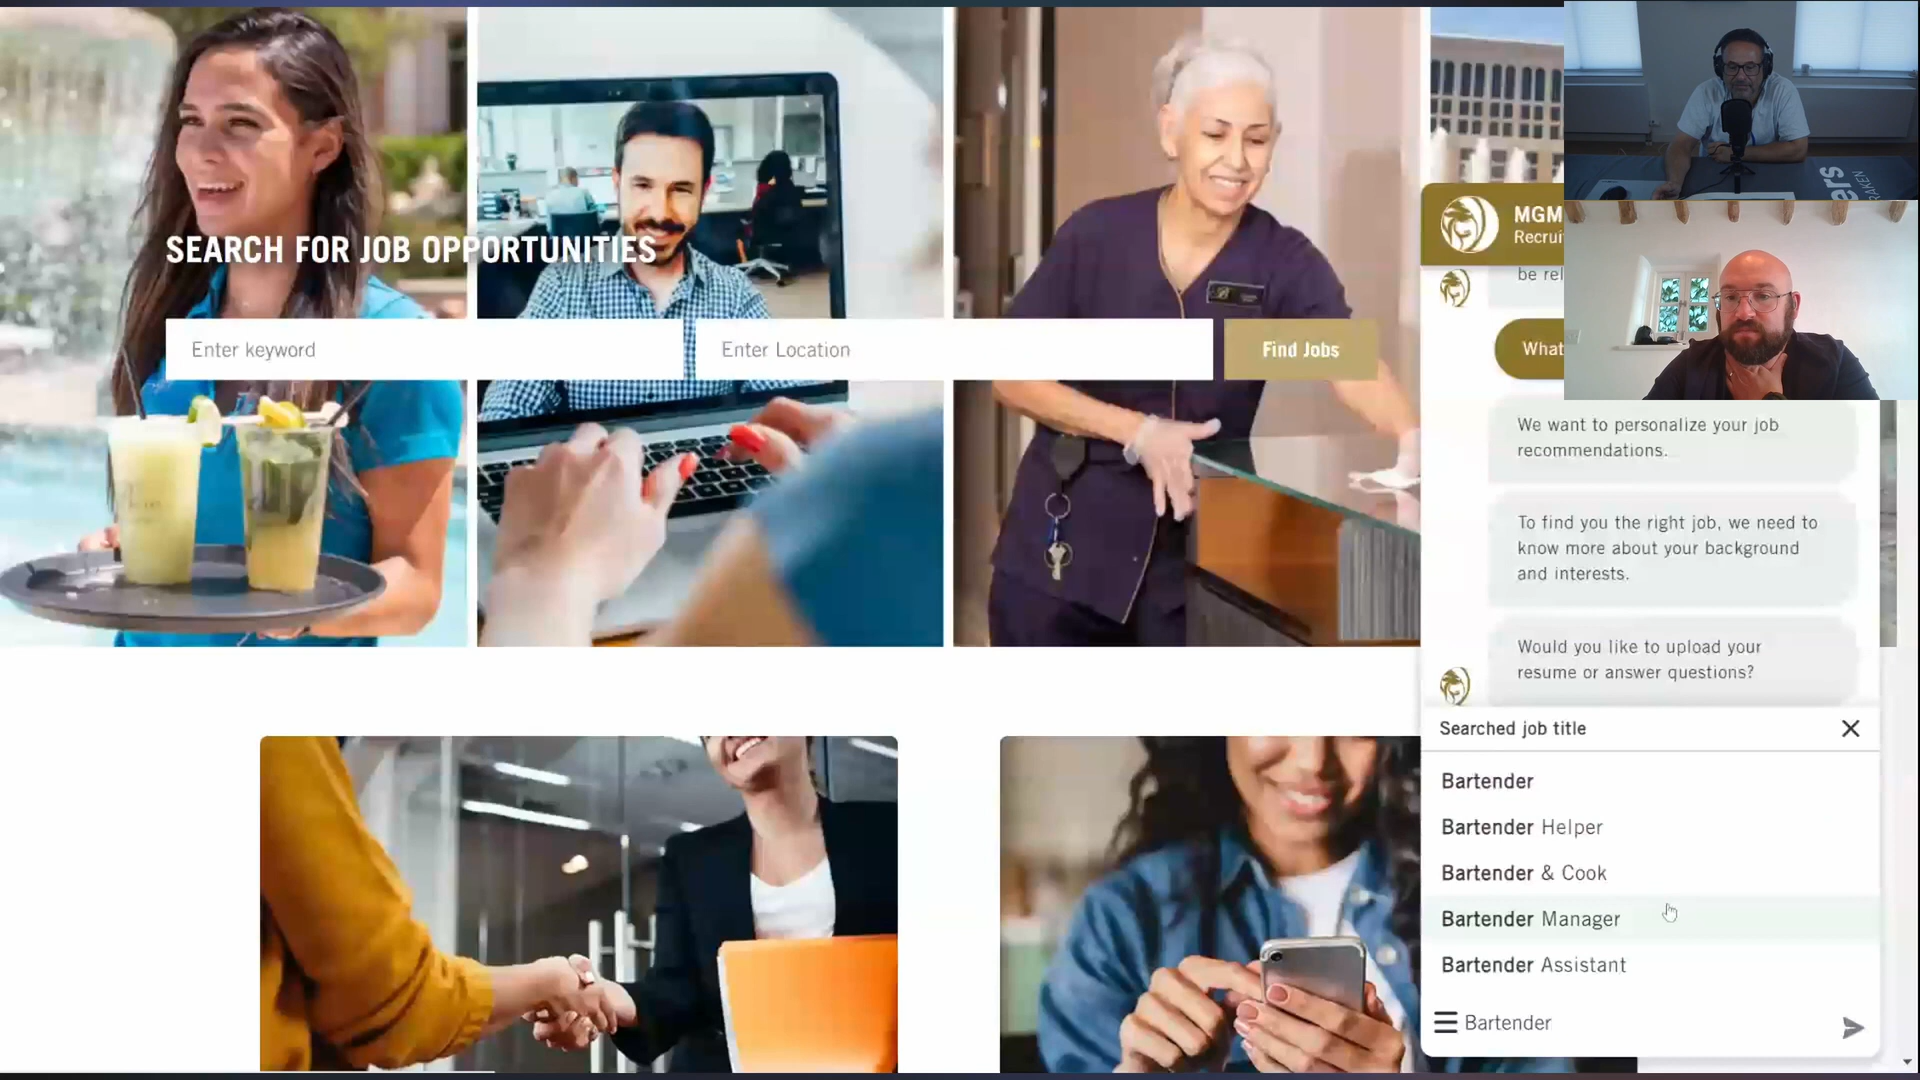 SEARCH FOR JOB OPPORTUNITIES
Enter keyword
Enter Location
Find Jobs
MGM
Recrui
be rel
What
ers
RAKEN
We want to personalize your job
recommendations.
To find you the right job, we need to
know more about your background
and interests.
Would you like to upload your
resume or answer questions?
Searched job title
Bartender
Bartender Helper
Bartender & Cook
Bartender Manager
Bartender Assistant
Bartender